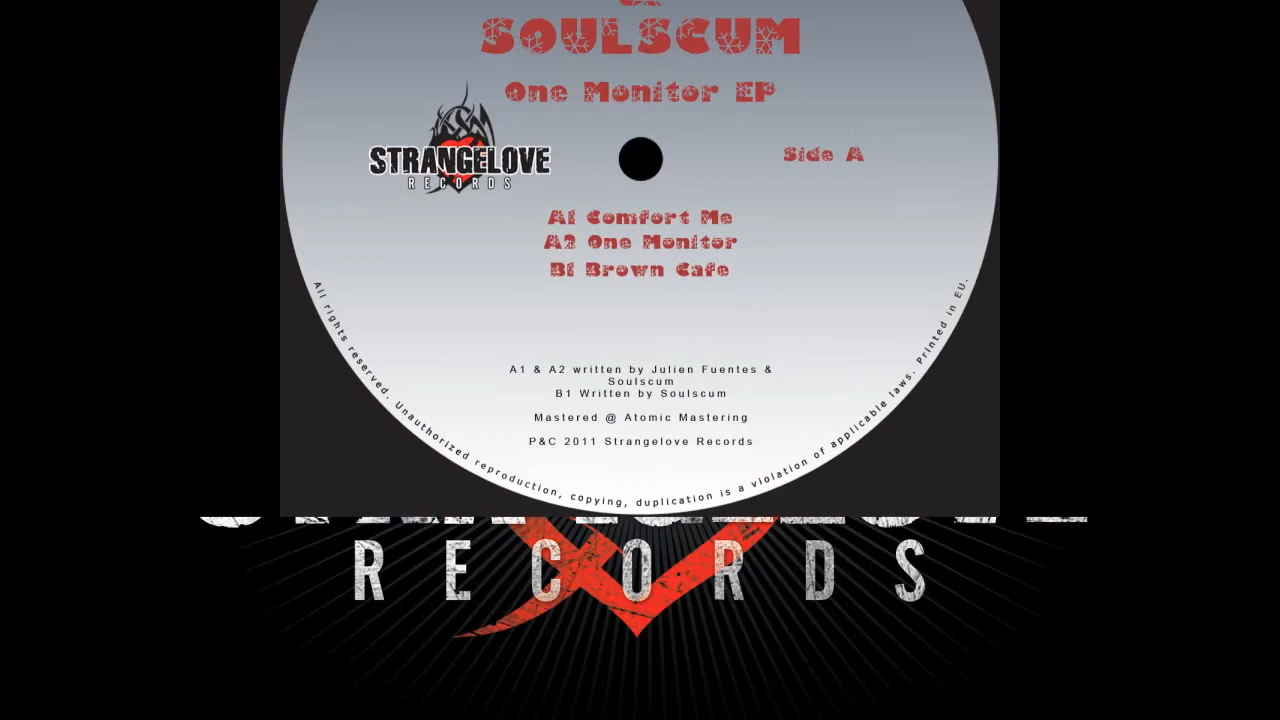 SOULSCUM
One Monitor EP
STRANGELOVE
RECORDS
Side A
A1 Comfort Me
A2 One Monitor
B1 Brown Cafe
A1 & A2 written by Julien Fuentes &
Soulscum
B1 Written by Soulscum
Mastered @ Atomic Mastering
P&C 2011 Strangelove Records
All rights reserved. Unauthorized reproduction, copying, duplication is a violation of applicable laws. Printed in EU.
RECORDS